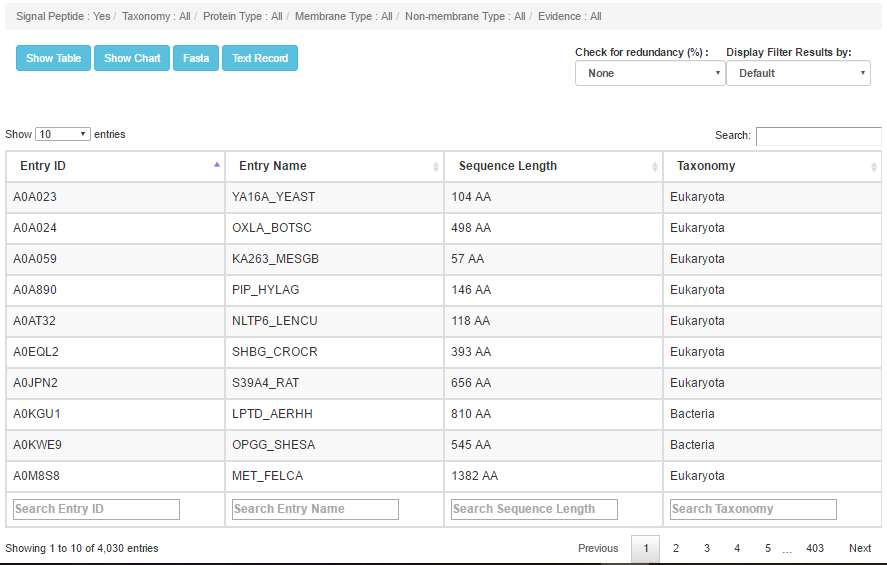 Signal Peptide : Yes / Taxonomy : All / Protein Type : All / Membrane Type : All / Non-membrane Type : All / Evidence : All
Show Table Show Chart Fasta Text Record
Check for redundancy (%) : Display Filter Results by:
None Default
Show 10 entries Search:
Entry ID Entry Name Sequence Length Taxonomy
A0A023 YA16A_YEAST 104 AA Eukaryota
A0A024 OXLA_BOTSC 498 AA Eukaryota
A0A059 KA263_MESGB 57 AA Eukaryota
A0A890 PIP_HYLAG 146 AA Eukaryota
A0AT32 NLTP6_LENCU 118 AA Eukaryota
A0EQL2 SHBG_CROCR 393 AA Eukaryota
A0JPN2 S39A4_RAT 656 AA Eukaryota
A0KGU1 LPTD_AERHH 810 AA Bacteria
A0KWE9 OPGG_SHESA 545 AA Bacteria
A0M8S8 MET_FELCA 1382 AA Eukaryota
Search Entry ID Search Entry Name Search Sequence Length Search Taxonomy
Showing 1 to 10 of 4,030 entries Previous 1 2 3 4 5 ... 403 Next